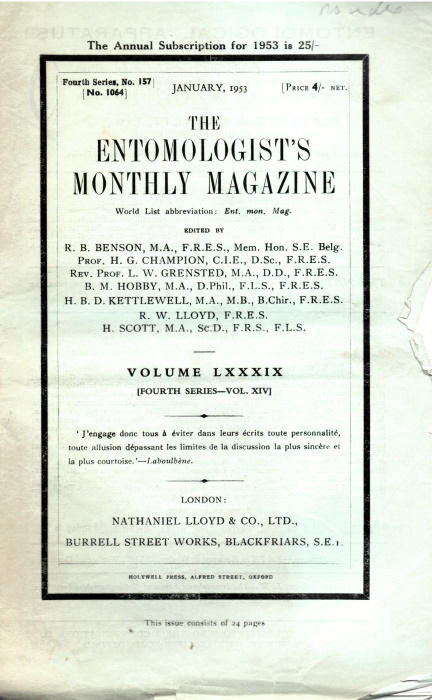 The Annual Subscription for 1953 is 25/-
Fourth Series, No. 157]
[No. 1064]
JANUARY, 1953
[PRICE 4/- NET.
THE
ENTOMOLOGIST'S
MONTHLY MAGAZINE
World List abbreviation: Ent. mon. Mag.
EDITED BY
R. B. BENSON, M.A., F.R.E.S., Mem. Hon. S.E. Belg.
PROF. H. G. CHAMPION, C.I.E., D.Sc., F.R.E.S.
REV. PROF. L. W. GRENSTED, M.A., D.D., F.R.E.S.
B. M. HOBBY, M.A., D.Phil., F.L.S., F.R.E.S.
H. B. D. KETTLEWELL, M.A., M.B., B.Chir., F.R.E.S.
R. W. LLOYD, F.R.E.S.
H. SCOTT, M.A., Sc.D., F.R.S., F.L.S.
VOLUME LXXXIX
[FOURTH SERIES—VOL. XIV]
'J'engage donc tous à éviter dans leurs écrits toute personnalité,
toute allusion dépassant les limites de la discussion la plus sincère et
la plus courtoise.'—Laboulbène.
LONDON:
NATHANIEL LLOYD & CO., LTD.,
BURRELL STREET WORKS, BLACKFRIARS, S.E.1.
HOLYWELL PRESS, ALFRED STREET, OXFORD
This issue consists of 24 pages